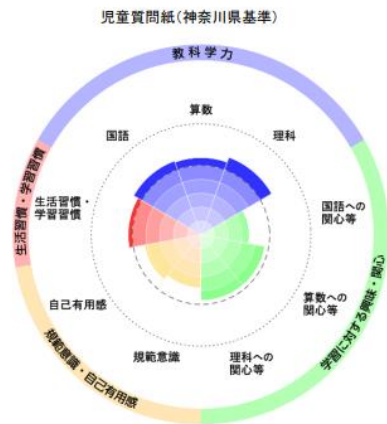 児童質問紙(神奈川県基準)
教科学力
算数
国語
理科
生活習慣・学習習慣
生活習慣・
学習習慣
国語への
関心等
自己有用感
算数への
関心等
規範意識
理科への
関心等
学習に対する興味・関心
規範意識・自己有用感